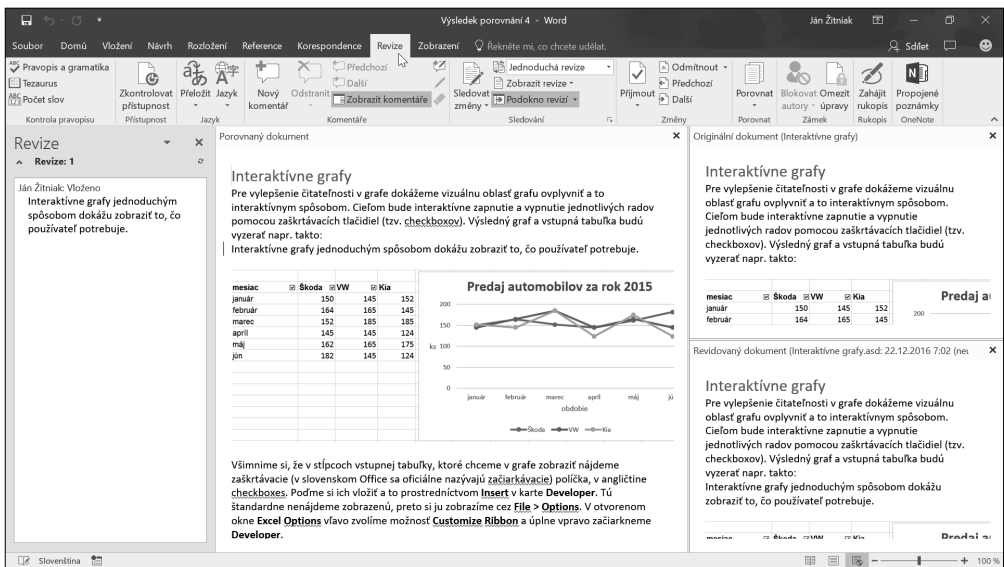 Výsledek porovnání 4 - Word
Ján Žitniak
Soubor Domů Vložení Návrh Rozložení Reference Korespondence Revize Zobrazení Řekněte mi, co chcete udělat. Sdílet
Pravopis a gramatika
Tezaurus
Počet slov
Kontrola pravopisu
Zkontrolovat přístupnost
Přístupnost
Přeložit Jazyk
Jazyk
Nový komentář
Odstranit
Předchozí
Další
Zobrazit komentáře
Komentáře
Sledovat změny
Jednoduchá revize
Zobrazit revize
Podokno revizí
Sledování
Přijmout
Odmítnout
Předchozí
Další
Změny
Porovnat
Porovnat
Blokovat autory
Omezit úpravy
Zámek
Zahájit rukopis
Rukopis
Propojené poznámky
OneNote
Revize
Revize: 1
Ján Žitniak: Vloženo
Interaktívne grafy jednoduchým
spôsobom dokážu zobraziť to, čo
používateľ potrebuje.
Porovnaný dokument
Interaktívne grafy
Pre vylepšenie čitateľnosti v grafe dokážeme vizuálnu oblasť grafu ovplyvniť a to
interaktívnym spôsobom. Cieľom bude interaktívne zapnutie a vypnutie jednotlivých radov
pomocou zaškrtávacích tlačidiel (tzv. checkboxov). Výsledný graf a vstupná tabuľka budú
vyzerať napr. takto:
Interaktívne grafy jednoduchým spôsobom dokážu zobraziť to, čo používateľ potrebuje.
mesiac Škoda VW Kia
január 150 145 152
február 164 165 145
marec 152 185 185
apríl 145 145 124
máj 162 165 175
jún 182 145 124
Predaj automobilov za rok 2015
200
150
ks 100
50
0
január február marec apríl máj jú
obdobie
Škoda VW Kia
Všimnime si, že v stĺpcoch vstupnej tabuľky, ktoré chceme v grafe zobraziť nájdeme
zaškrtávacie (v slovenskom Office sa oficiálne nazývajú začiarkávacie) políčka, v angličtine
checkboxes. Poďme si ich vložiť a to prostredníctvom Insert v karte Developer. Tú
štandardne nenájdeme zobrazenú, preto si ju zobrazíme cez File > Options. V otvorenom
okne Excel Options vľavo zvolíme možnosť Customize Ribbon a úplne vpravo začiarkneme
Developer.
Originální dokument (Interaktívne grafy)
Interaktívne grafy
Pre vylepšenie čitateľnosti v grafe dokážeme vizuálnu
oblasť grafu ovplyvniť a to interaktívnym spôsobom.
Cieľom bude interaktívne zapnutie a vypnutie
jednotlivých radov pomocou zaškrtávacích tlačidiel (tzv.
checkboxov). Výsledný graf a vstupná tabuľka budú
vyzerať napr. takto:
mesiac Škoda VW Kia
január 150 145 152
február 164 165 145
Predaj a
200
Revidovaný dokument (Interaktívne grafy.asd: 22.12.2016 7:02 (neu
Interaktívne grafy
Pre vylepšenie čitateľnosti v grafe dokážeme vizuálnu
oblasť grafu ovplyvniť a to interaktívnym spôsobom.
Cieľom bude interaktívne zapnutie a vypnutie
jednotlivých radov pomocou zaškrtávacích tlačidiel (tzv.
checkboxov). Výsledný graf a vstupná tabuľka budú
vyzerať napr. takto:
Interaktívne grafy jednoduchým spôsobom dokážu
zobraziť to, čo používateľ potrebuje.
mesiac Škoda VW Kia
Predaj a
Slovenština
100 %